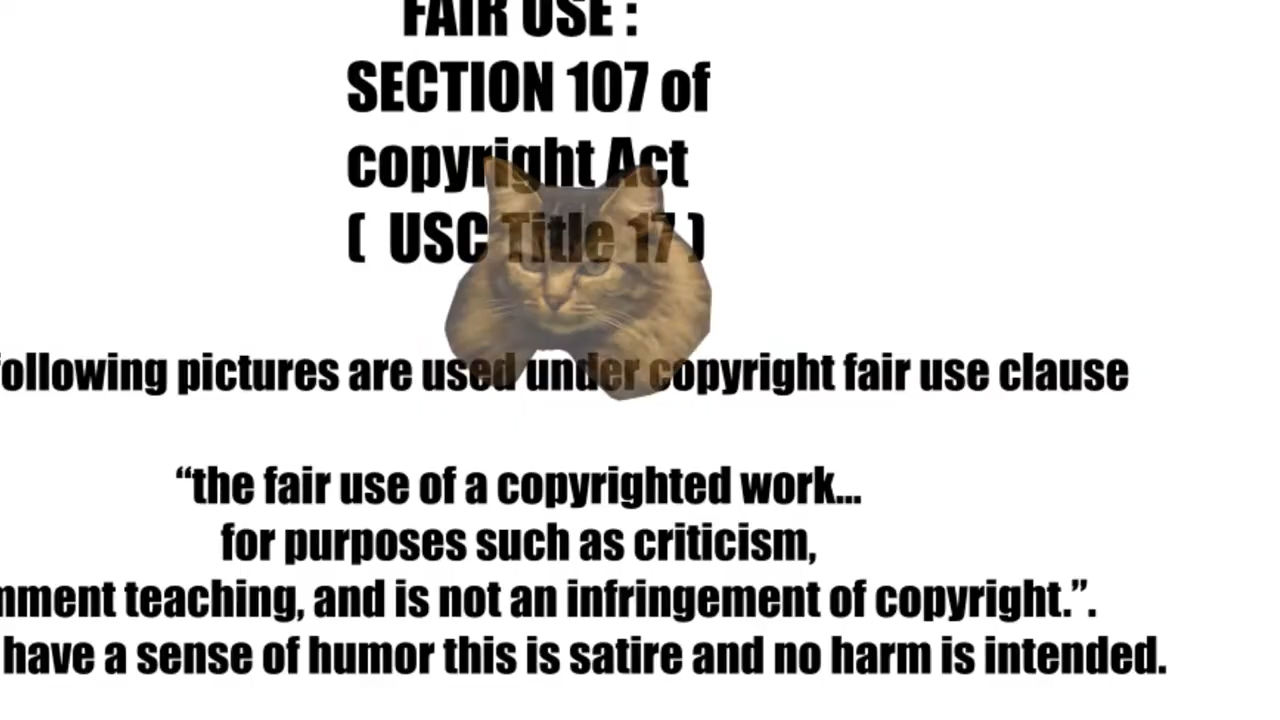 FAIR USE :
SECTION 107 of
copyright Act
( USC Title 17 )
following pictures are used under copyright fair use clause
“the fair use of a copyrighted work...
for purposes such as criticism,
mment teaching, and is not an infringement of copyright.”.
have a sense of humor this is satire and no harm is intended.